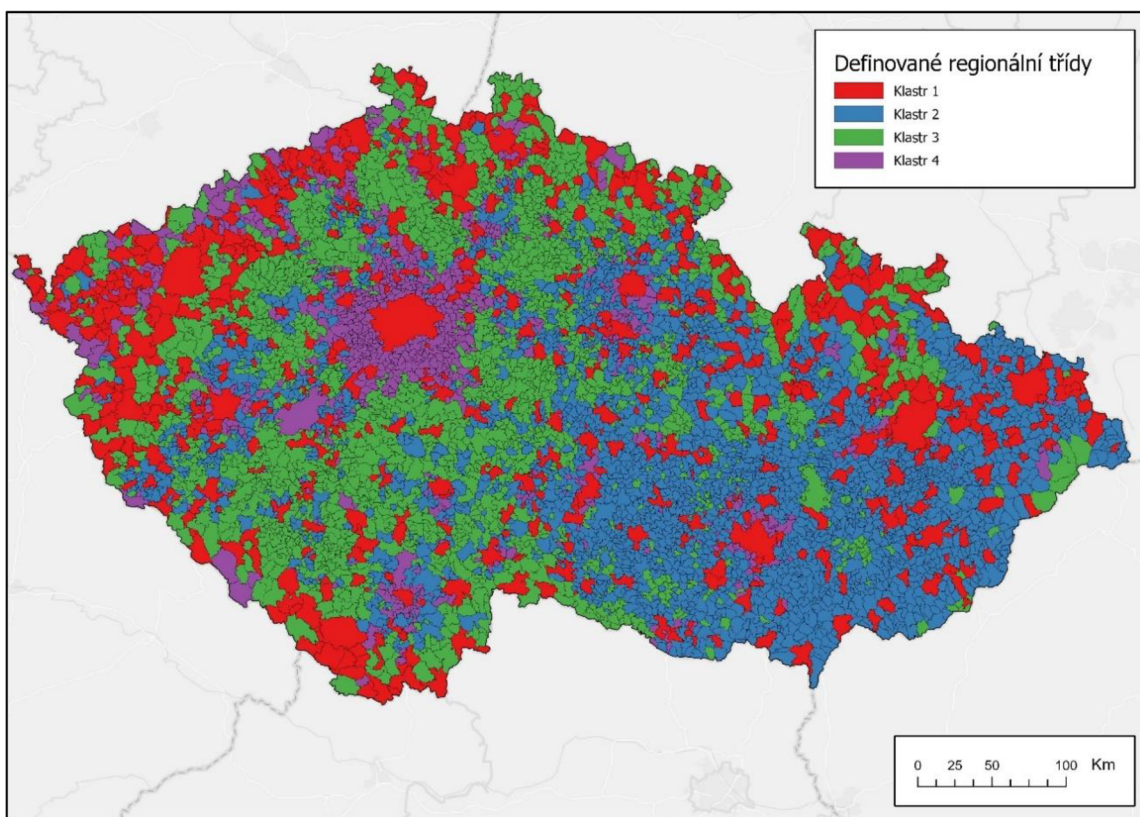 Definované regionální třídy
Klastr 1
Klastr 2
Klastr 3
Klastr 4
0 25 50 100 Km